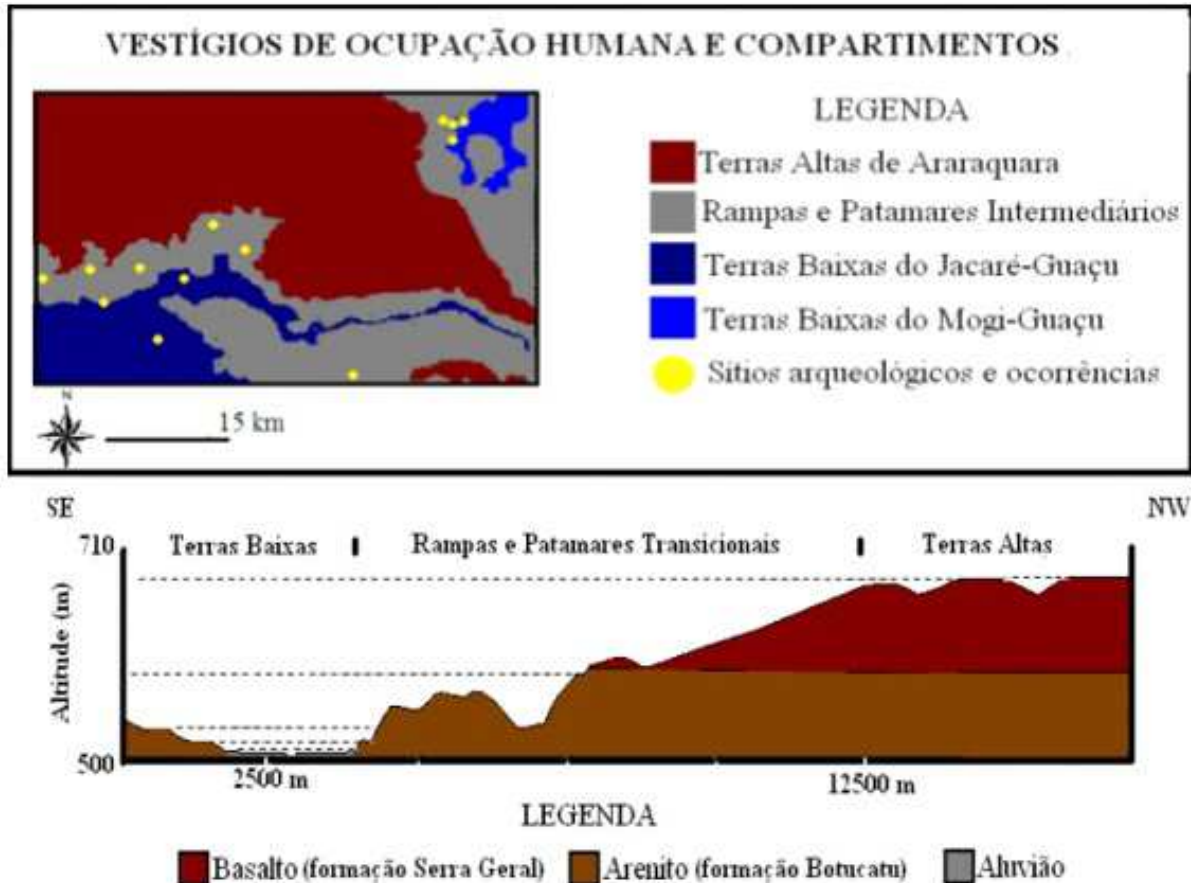 VESTÍGIOS DE OCUPAÇÃO HUMANA E COMPARTIMENTOS
LEGENDA
Terras Altas de Araraquara
Rampas e Patamares Intermediários
Terras Baixas do Jacaré-Guaçu
Terras Baixas do Mogi-Guaçu
Sítios arqueológicos e ocorrências
N
15 km
SE
NW
710
Terras Baixas
Rampas e Patamares Transicionais
Terras Altas
Altitude (m)
500
2500 m
12500 m
LEGENDA
Basalto (formação Serra Geral)
Arenito (formação Botucatu)
Aluvião